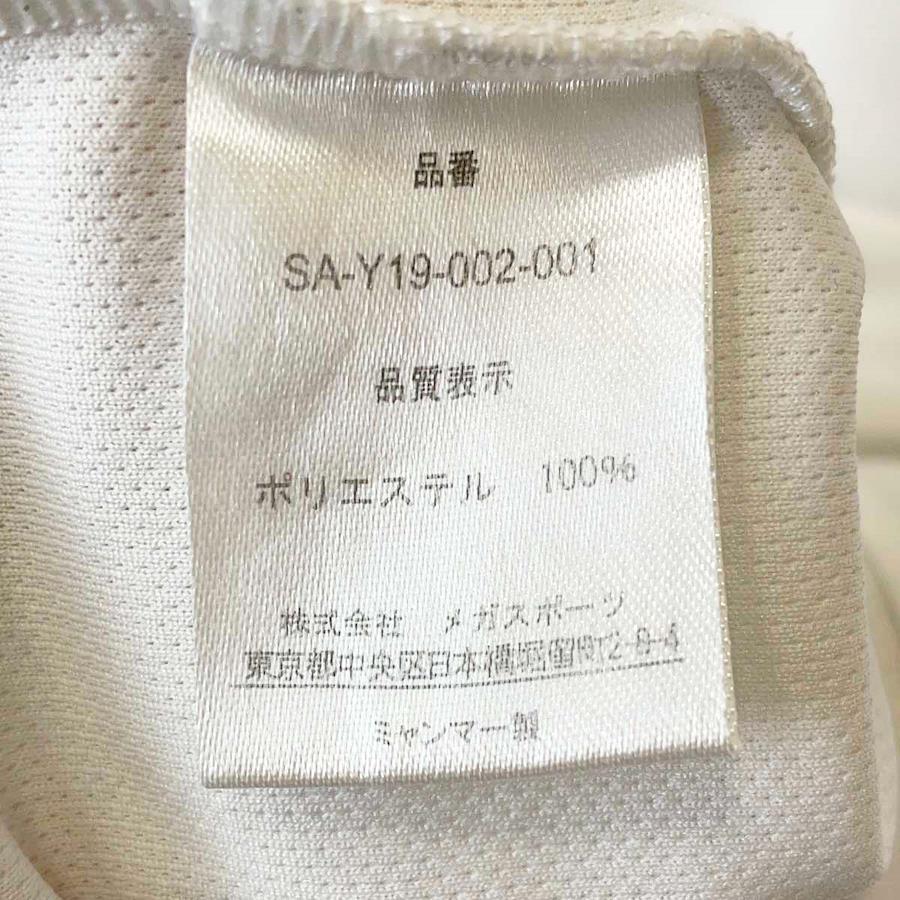 品番
SA-Y19-002-001
品質表示
ポリエステル 100%
株式会社 メガスポーツ
東京都中央区日本橋堀留町2-8-4
ミャンマー製